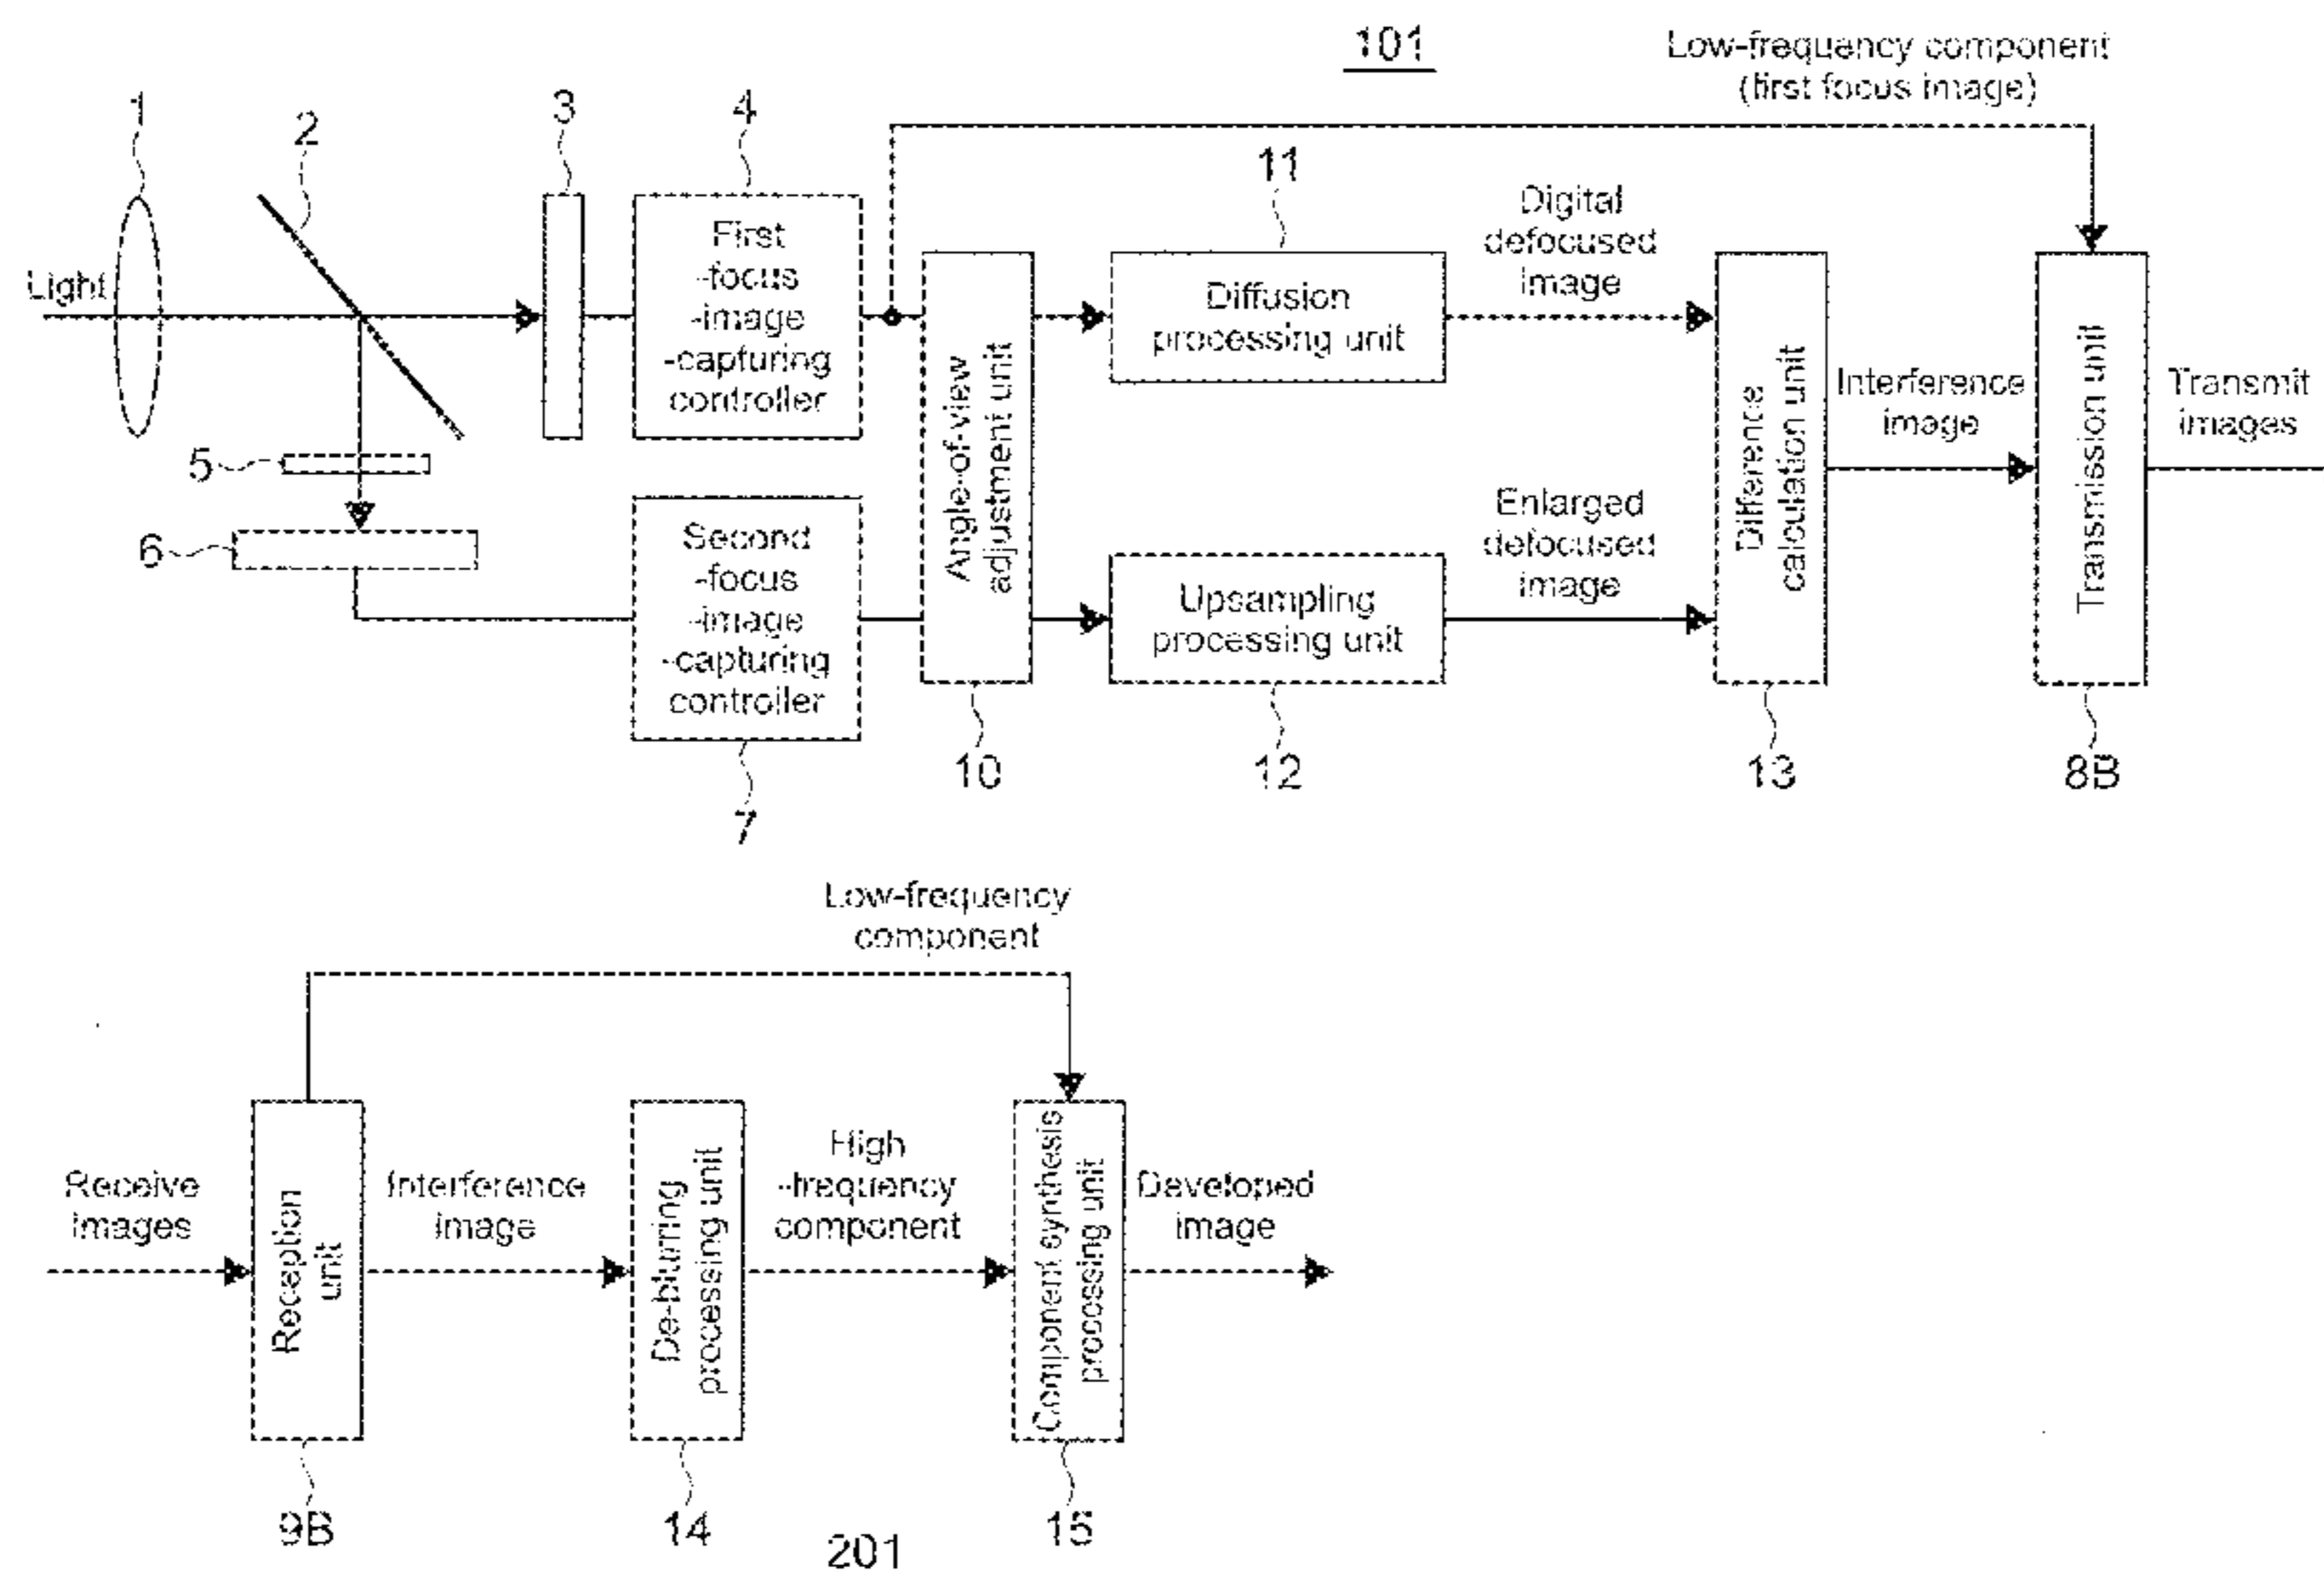 101
Low-frequency component
(first focus image)
1
2
3
4
11
Light
First
-focus
-image
-capturing
controller
Digital
defocused
image
Diffusion
processing unit
Angle-of-view
adjustment unit
Difference
calculation unit
Interference
image
Transmission unit
Transmit
images
5
6
Second
-focus
-image
-capturing
controller
Enlarged
defocused
image
Upsampling
processing unit
7
10
12
13
8B
Low-frequency
component
Receive
images
Reception
unit
Interference
image
De-blurring
processing unit
High
-frequency
component
Component synthesis
processing unit
Developed
image
9B
14
15
201